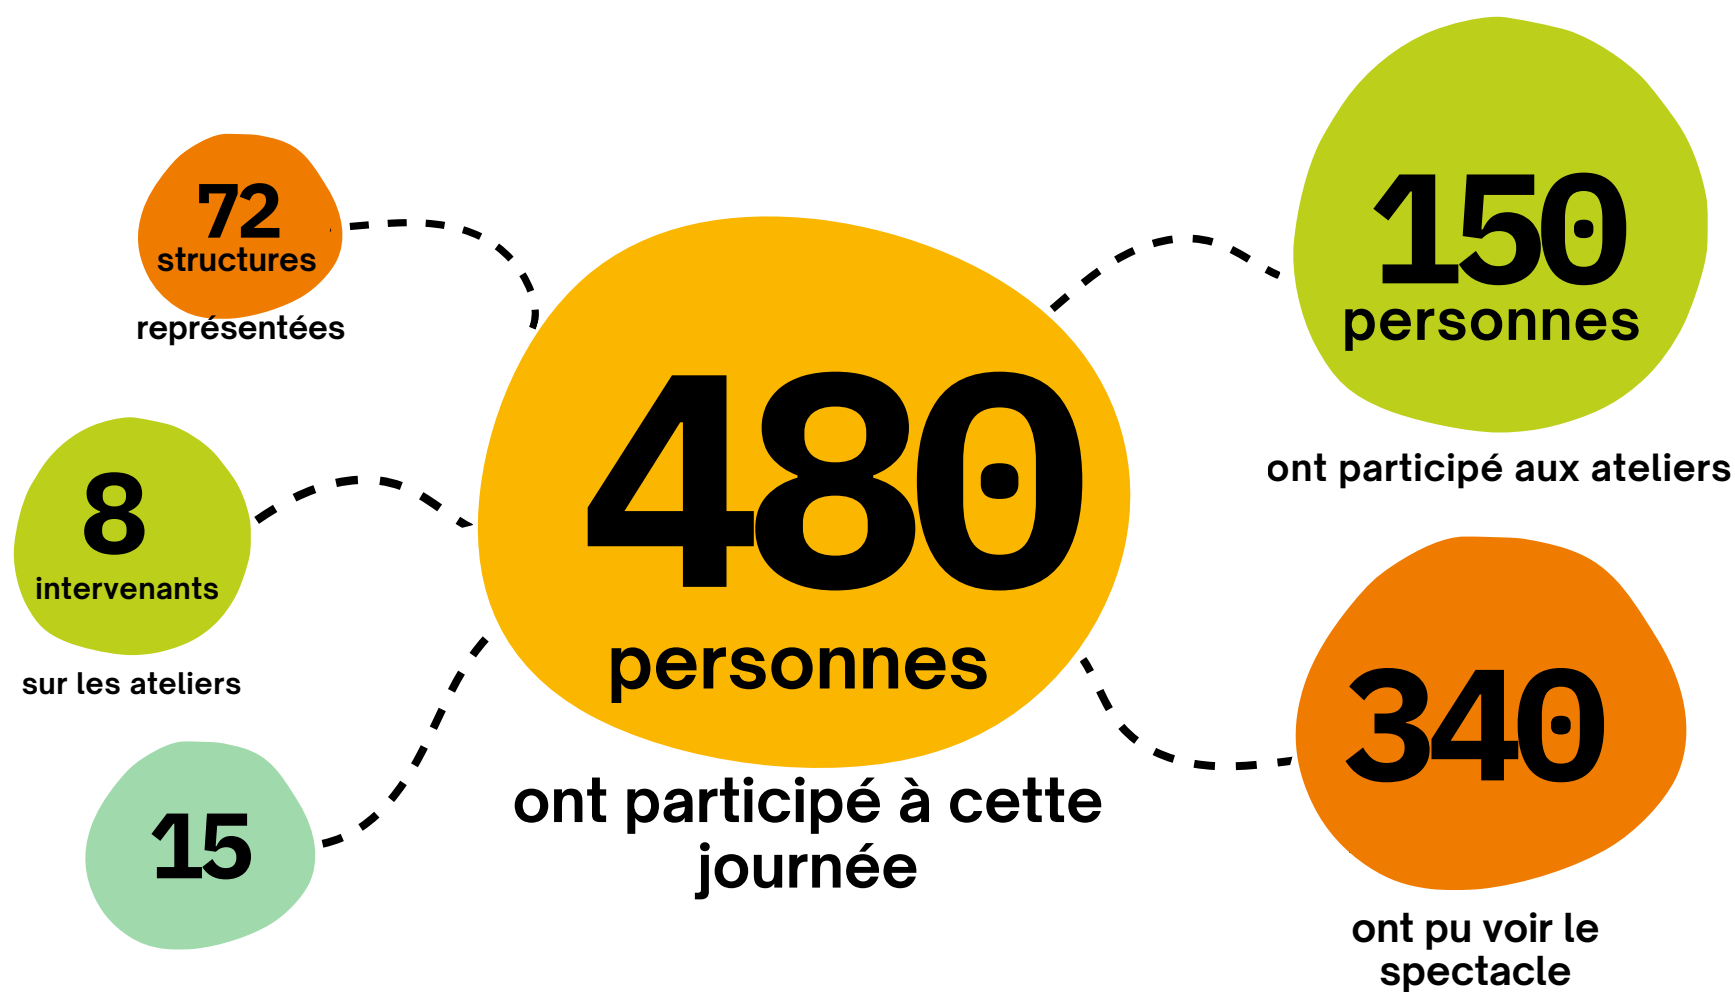 72
structures
représentées
8
intervenants
sur les ateliers
15
480
personnes
ont participé à cette
journée
150
personnes
ont participé aux ateliers
340
ont pu voir le
spectacle